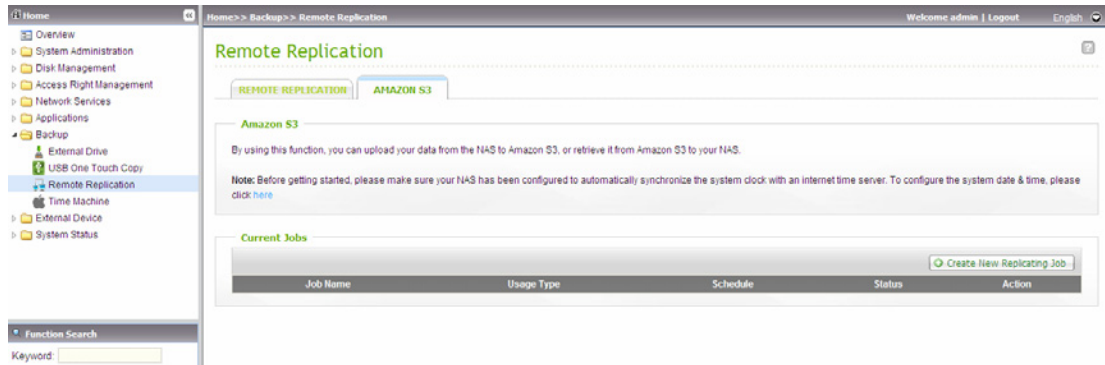 Home
Home>> Backup>> Remote Replication
Welcome admin | Logout
English
Overview
System Administration
Disk Management
Access Right Management
Network Services
Applications
Backup
External Drive
USB One Touch Copy
Remote Replication
Time Machine
External Device
System Status
Function Search
Keyword:
Remote Replication
REMOTE REPLICATION
AMAZON S3
Amazon S3
By using this function, you can upload your data from the NAS to Amazon S3, or retrieve it from Amazon S3 to your NAS.
Note: Before getting started, please make sure your NAS has been configured to automatically synchronize the system clock with an internet time server. To configure the system date & time, please
click here
Current Jobs
Create New Replicating Job
Job Name Usage Type Schedule Status Action